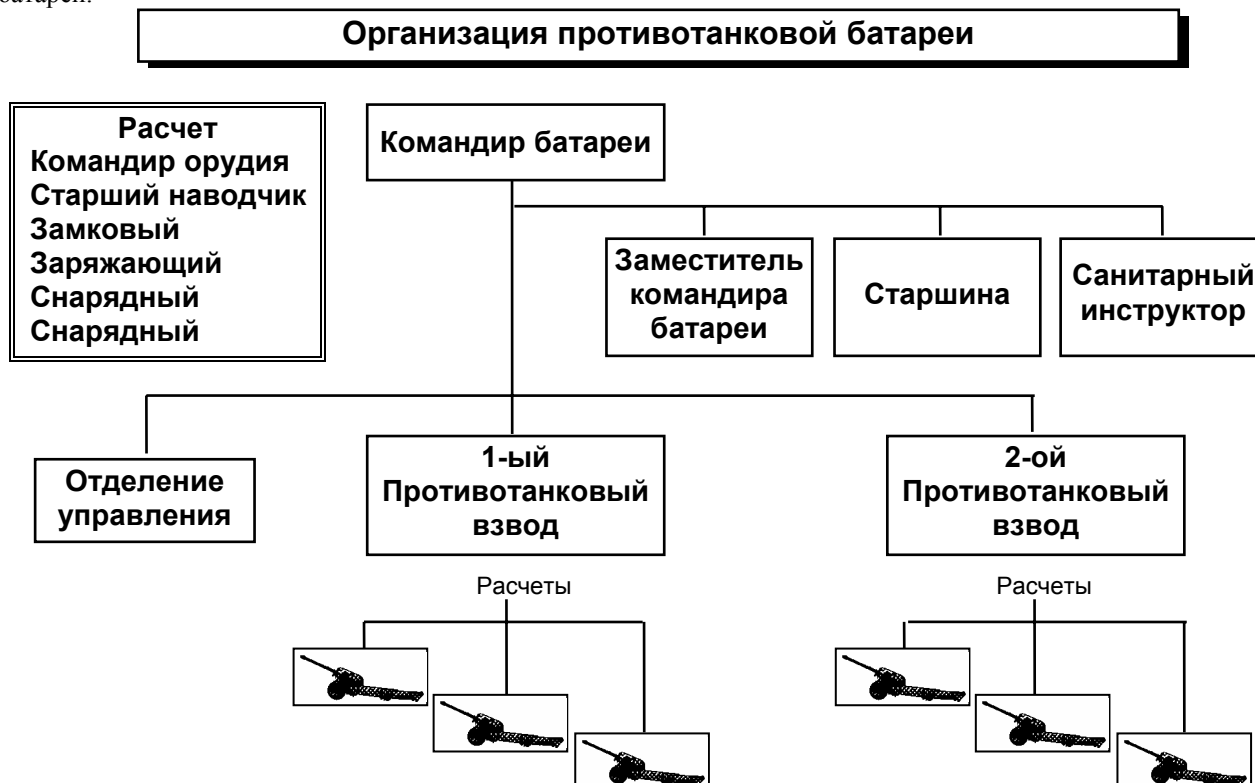 Организация противотанковой батареи
Расчет
Командир орудия
Старший наводчик
Замковый
Заряжающий
Снарядный
Снарядный
Командир батареи
Заместитель
командира
батареи
Старшина
Санитарный
инструктор
Отделение
управления
1-ый
Противотанковый
взвод
2-ой
Противотанковый
взвод
Расчеты
Расчеты